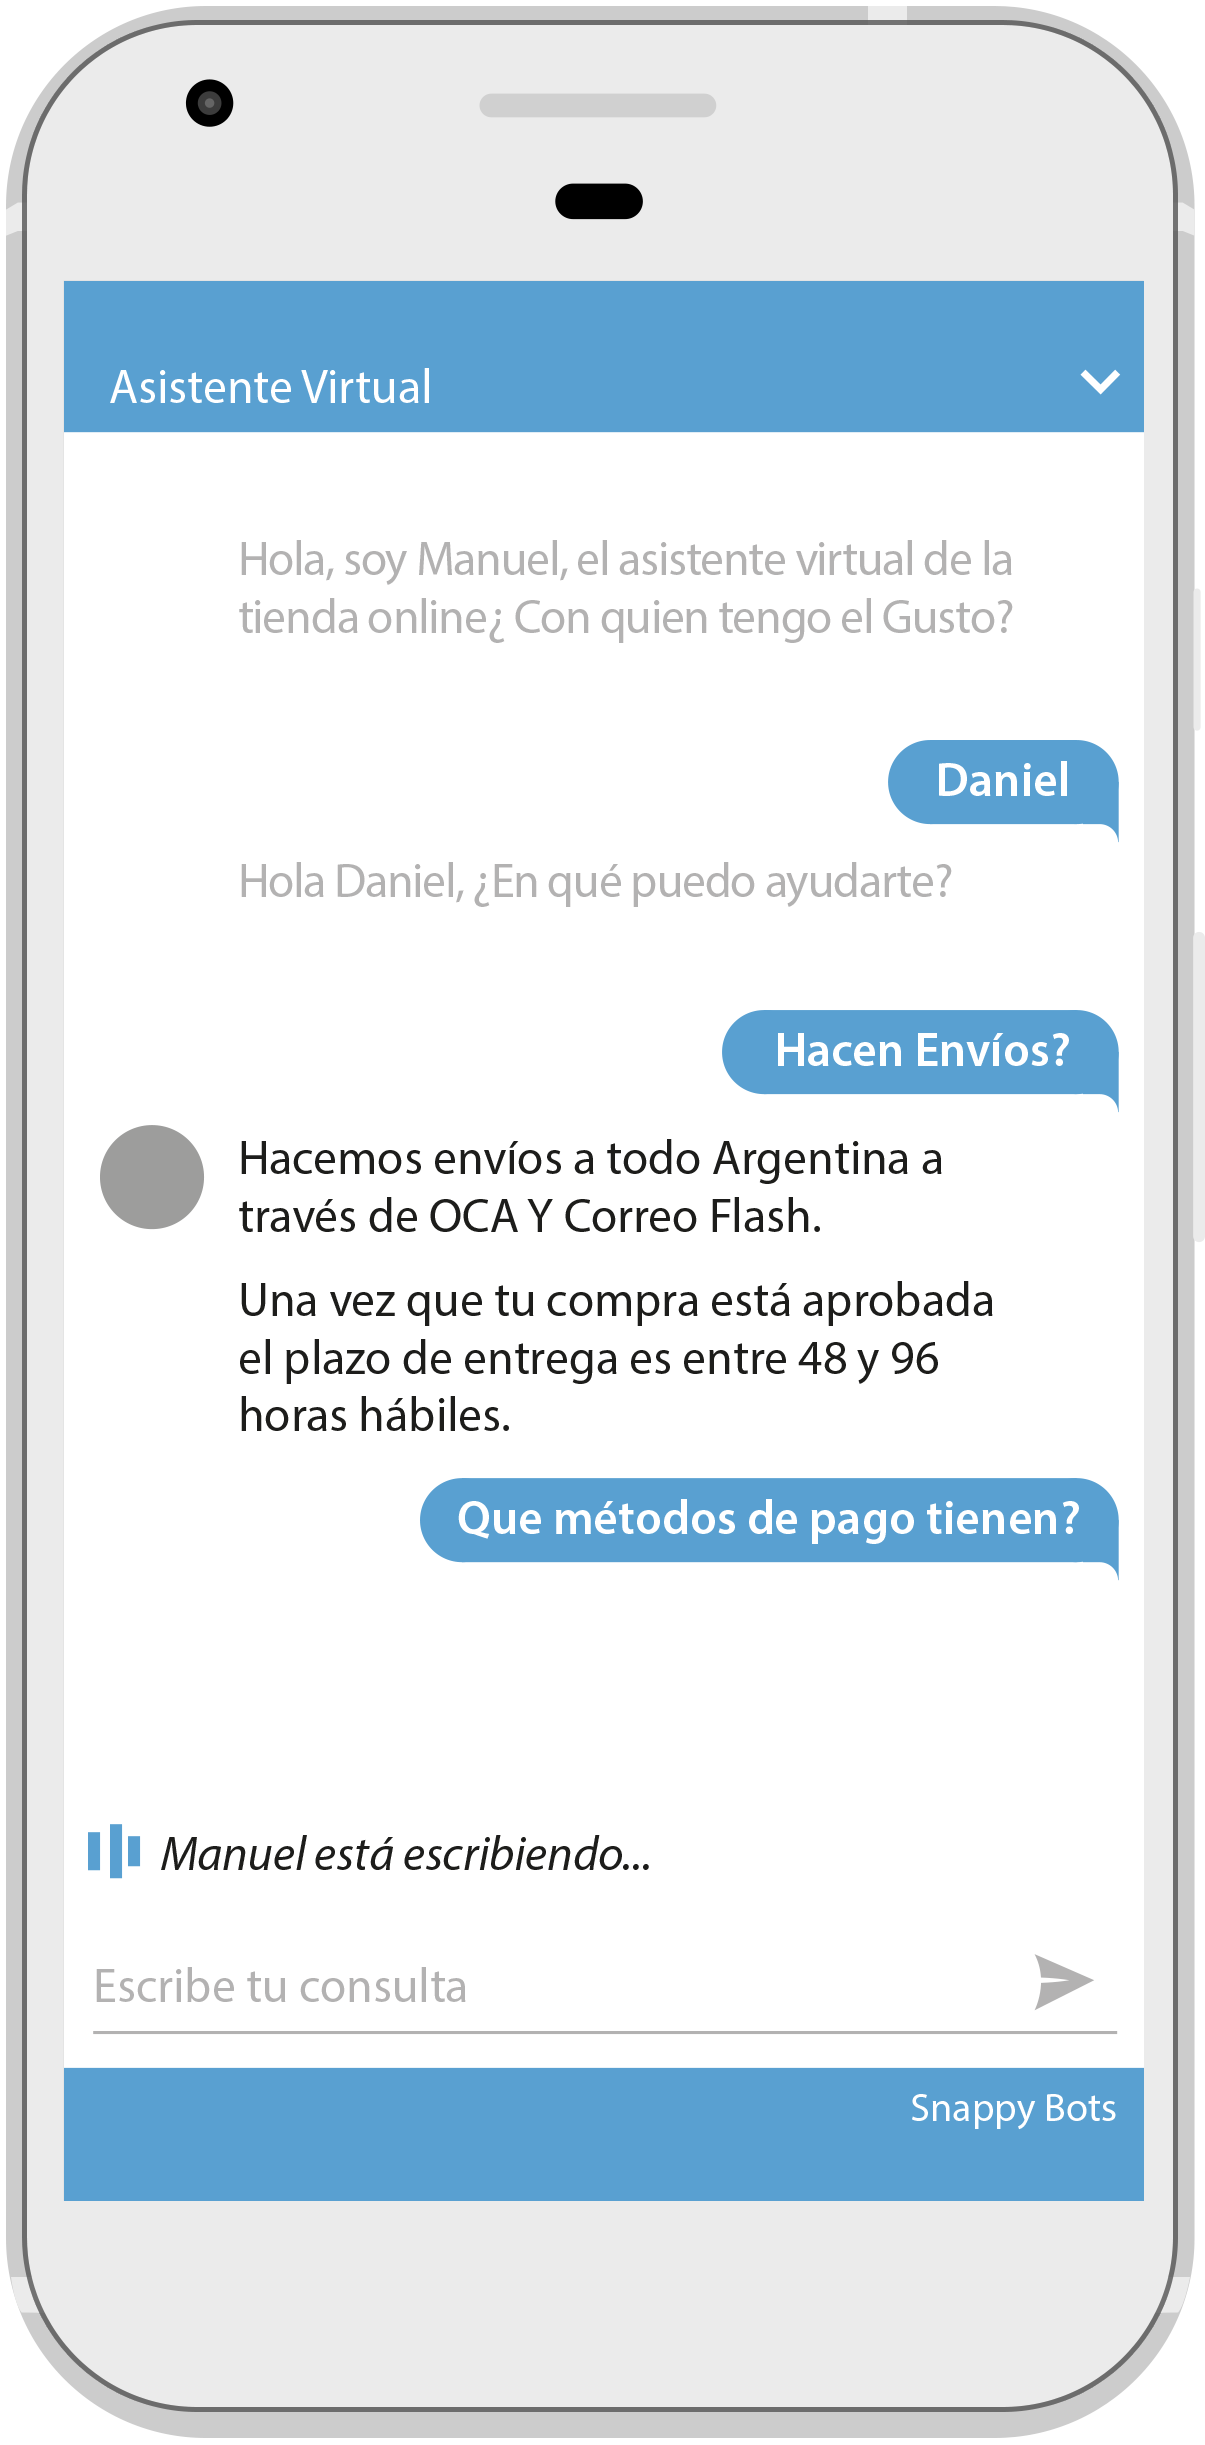 Asistente Virtual
Hola, soy Manuel, el asistente virtual de la
tienda online¿ Con quien tengo el Gusto?
Daniel
Hola Daniel, ¿En qué puedo ayudarte?
Hacen Envíos?
Hacemos envíos a todo Argentina a
través de OCA Y Correo Flash.
Una vez que tu compra está aprobada
el plazo de entrega es entre 48 y 96
horas hábiles.
Que métodos de pago tienen?
Manuel está escribiendo...
Escribe tu consulta
Snappy Bots